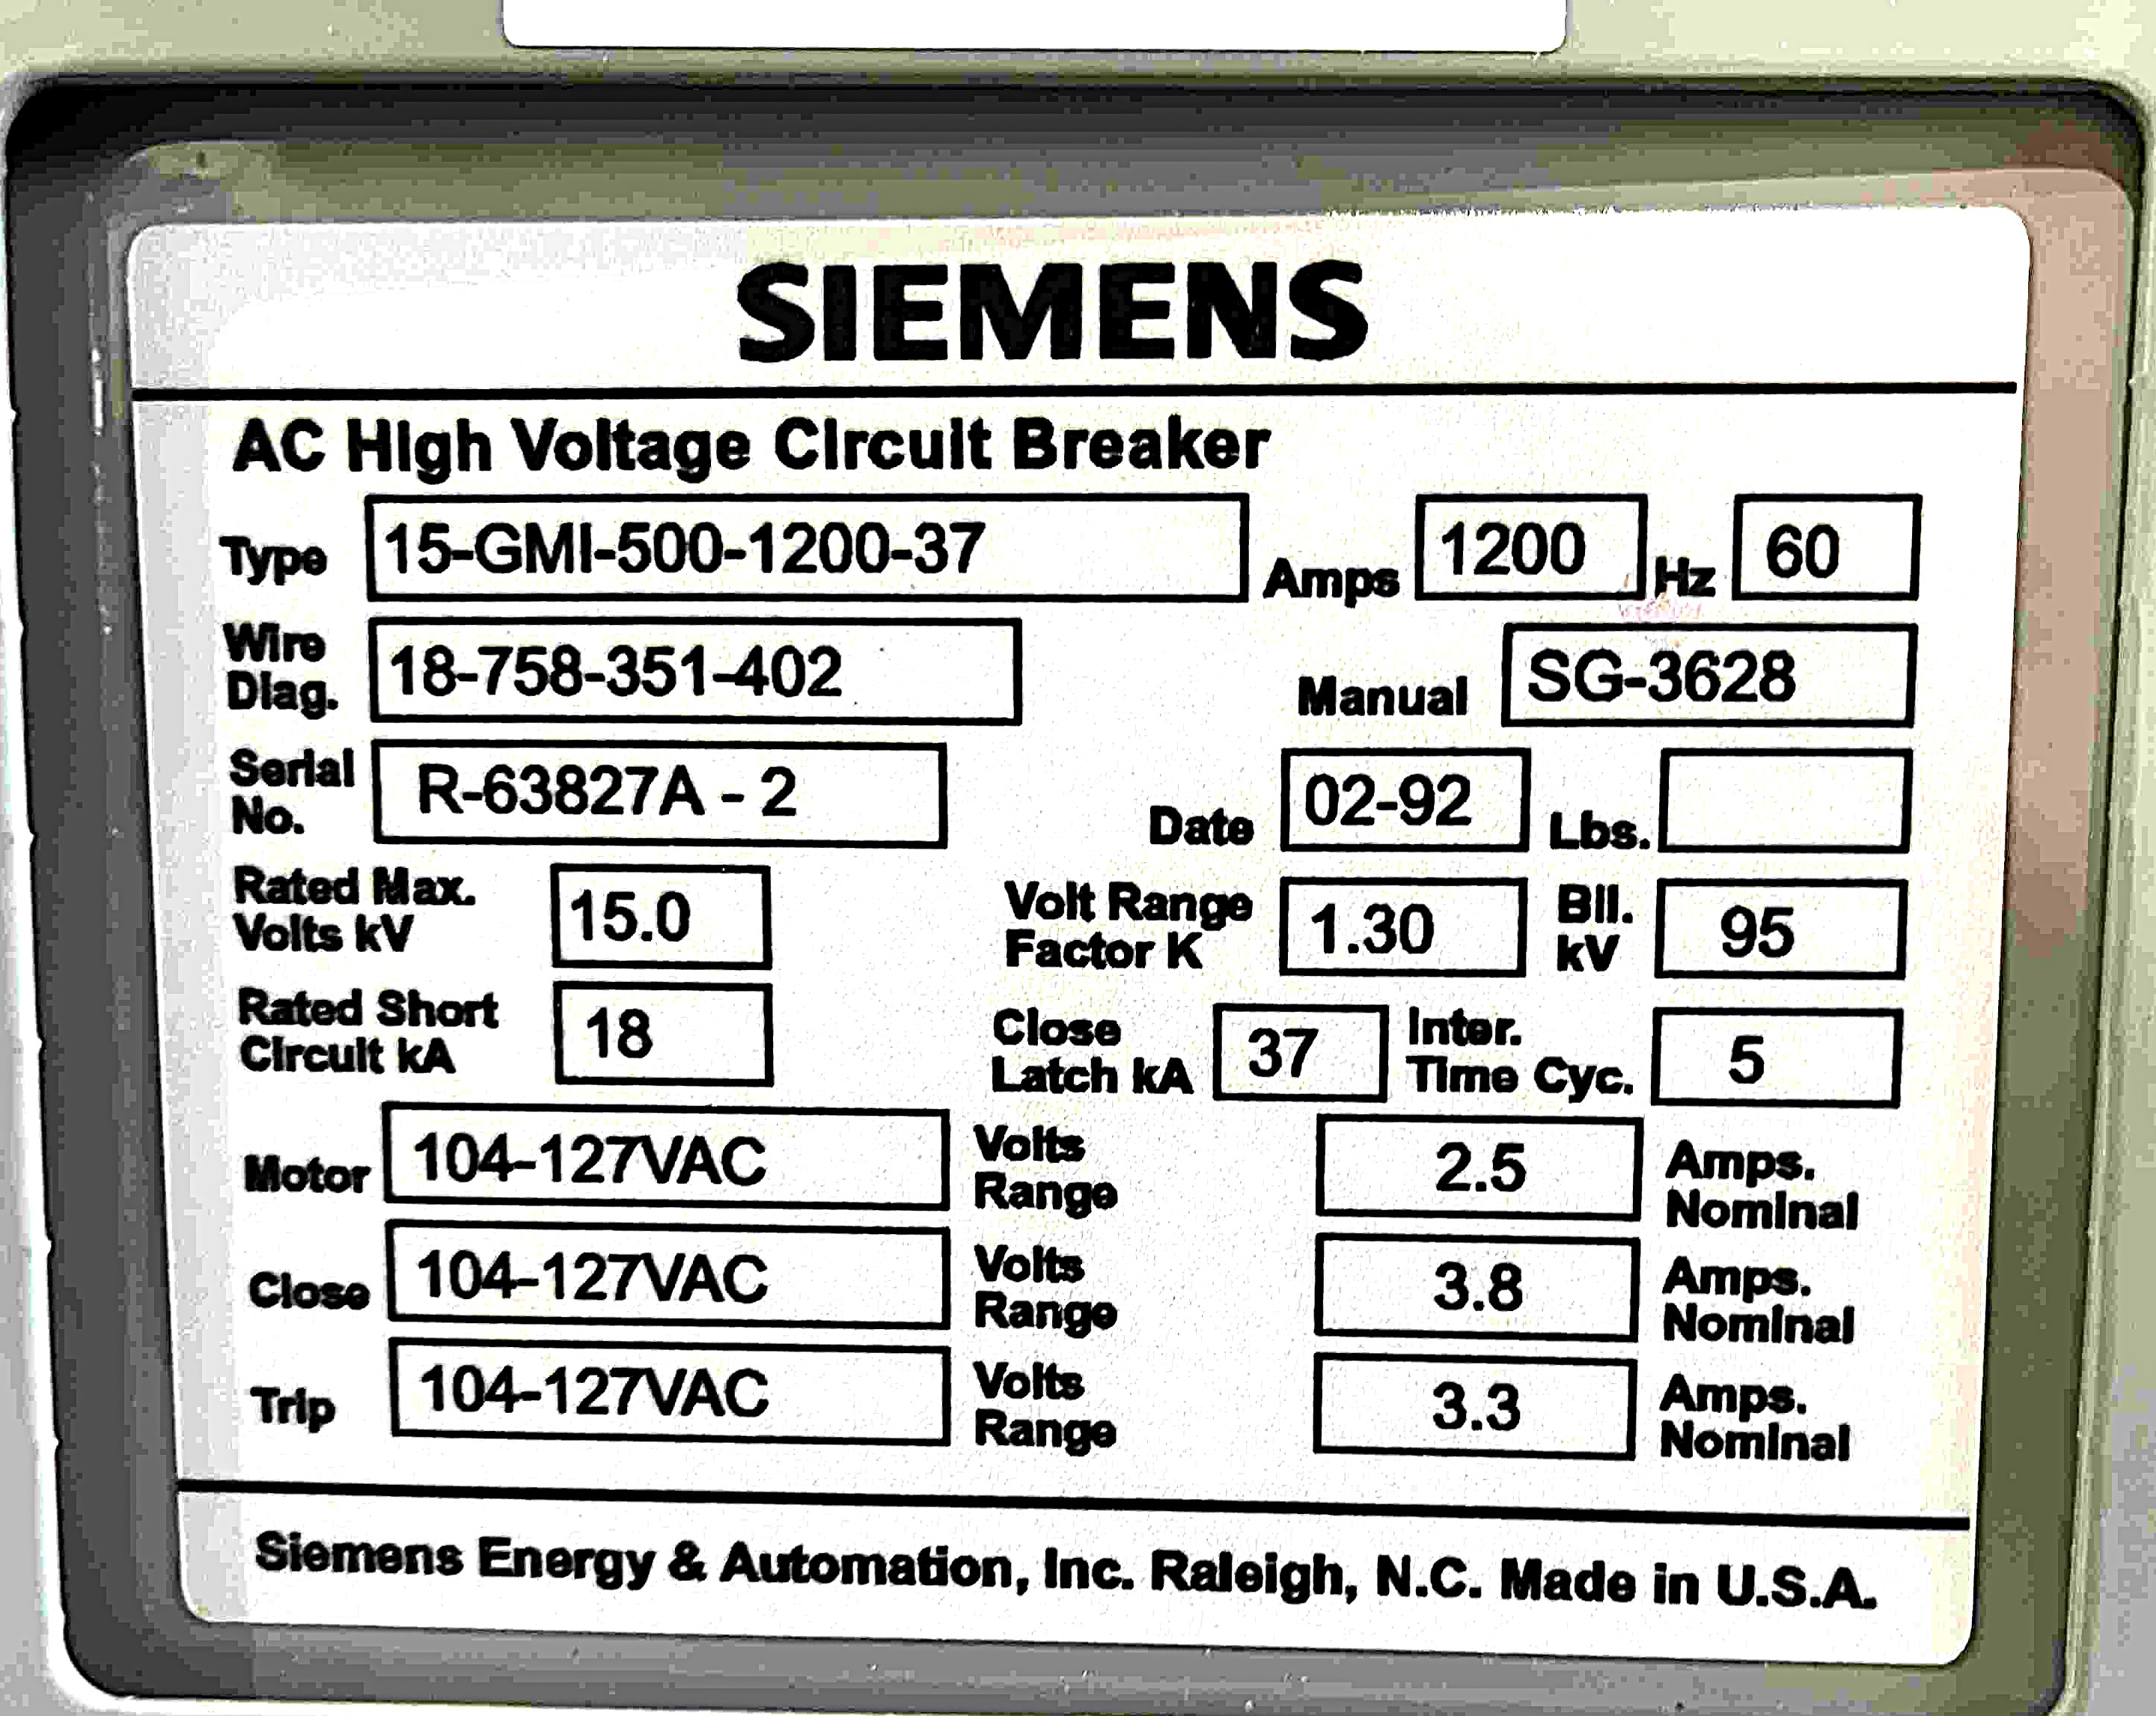 SIEMENS
AC High Voltage Circuit Breaker
Type 15-GMI-500-1200-37 Amps 1200 Hz 60
Wire Diag. 18-758-351-402 Manual SG-3628
Serial No. R-63827A - 2 Date 02-92 Lbs.
Rated Max. Volts kV 15.0 Volt Range Factor K 1.30 Bil. kV 95
Rated Short Circuit kA 18 Close Latch kA 37 Inter. Time Cyc. 5
Motor 104-127VAC Volts Range 2.5 Amps. Nominal
Close 104-127VAC Volts Range 3.8 Amps. Nominal
Trip 104-127VAC Volts Range 3.3 Amps. Nominal
Siemens Energy & Automation, Inc. Raleigh, N.C. Made in U.S.A.